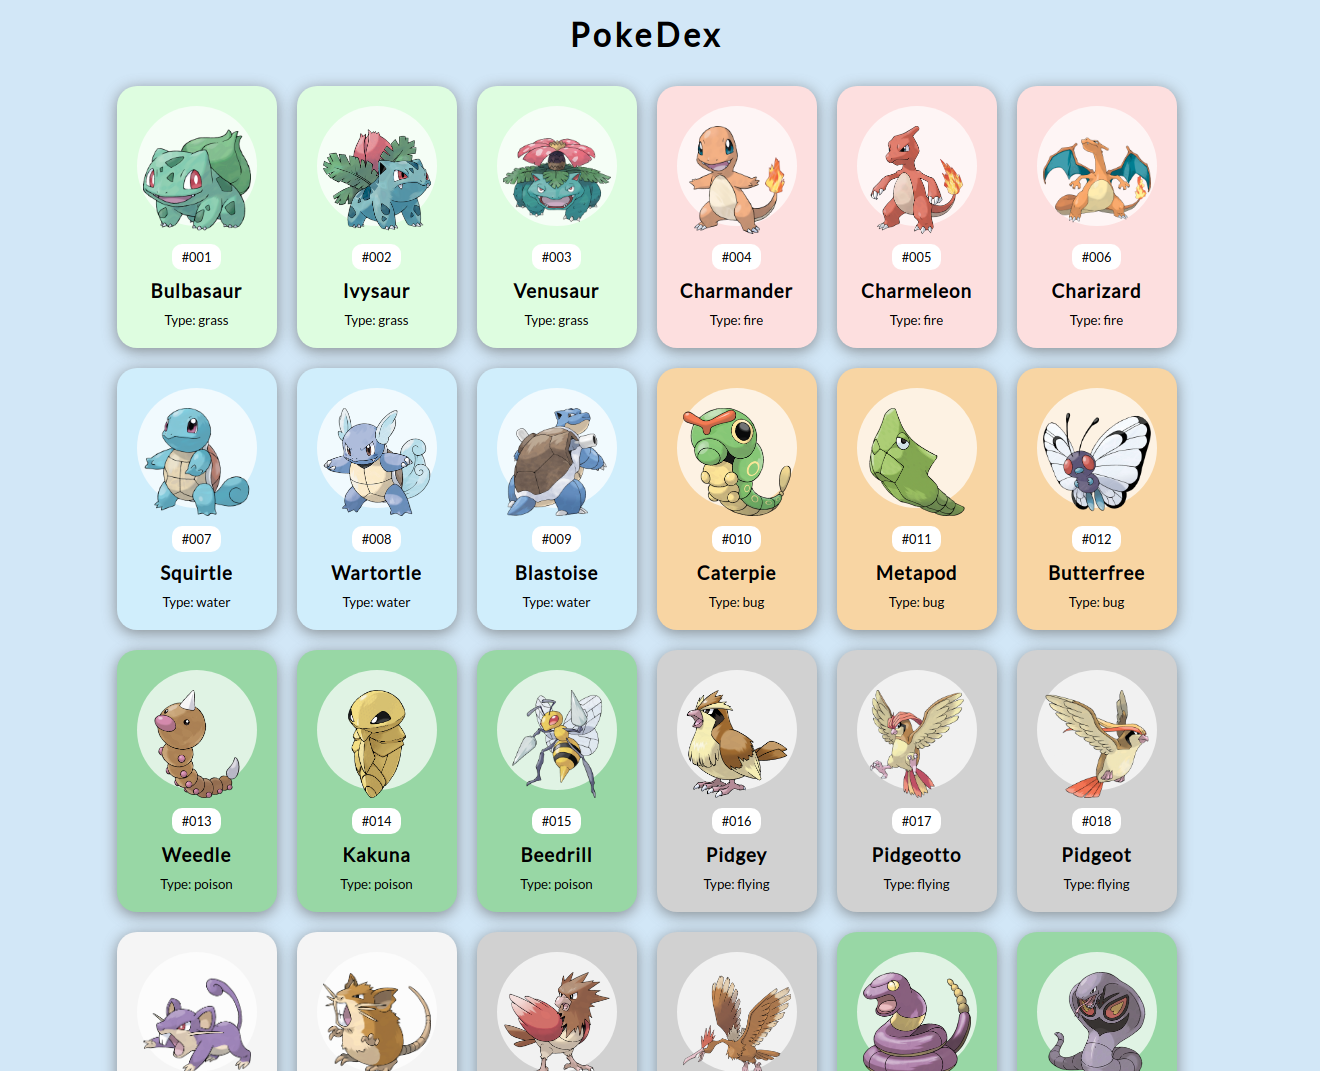 PokeDex
#001 #002 #003 #004 #005 #006
Bulbasaur Ivysaur Venusaur Charmander Charmeleon Charizard
Type: grass Type: grass Type: grass Type: fire Type: fire Type: fire
#007 #008 #009 #010 #011 #012
Squirtle Wartortle Blastoise Caterpie Metapod Butterfree
Type: water Type: water Type: water Type: bug Type: bug Type: bug
#013 #014 #015 #016 #017 #018
Weedle Kakuna Beedrill Pidgey Pidgeotto Pidgeot
Type: poison Type: poison Type: poison Type: flying Type: flying Type: flying